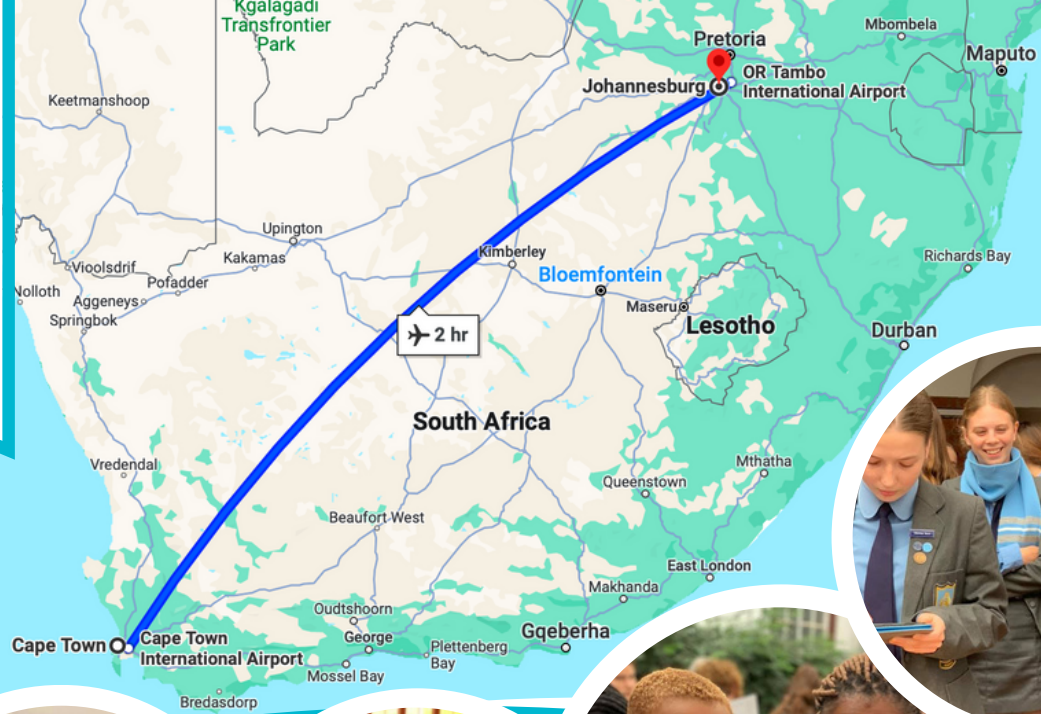 Kgalagadi
Transfrontier
Park
Pretoria
Mbombela
Maputo
Johannesburg
OR Tambo
International Airport
Keetmanshoop
Upington
Kakamas
Vioolsdrif
Pofadder
Nolloth
Aggeneys
Springbok
Kimberley
Bloemfontein
Maseru
Lesotho
Richards Bay
Durban
2 hr
South Africa
Vredendal
Beaufort West
Queenstown
Mthatha
East London
Makhanda
Oudtshoorn
George
Plettenberg
Bay
Gqeberha
Mossel Bay
Cape Town
Cape Town
International Airport
Bredasdorp